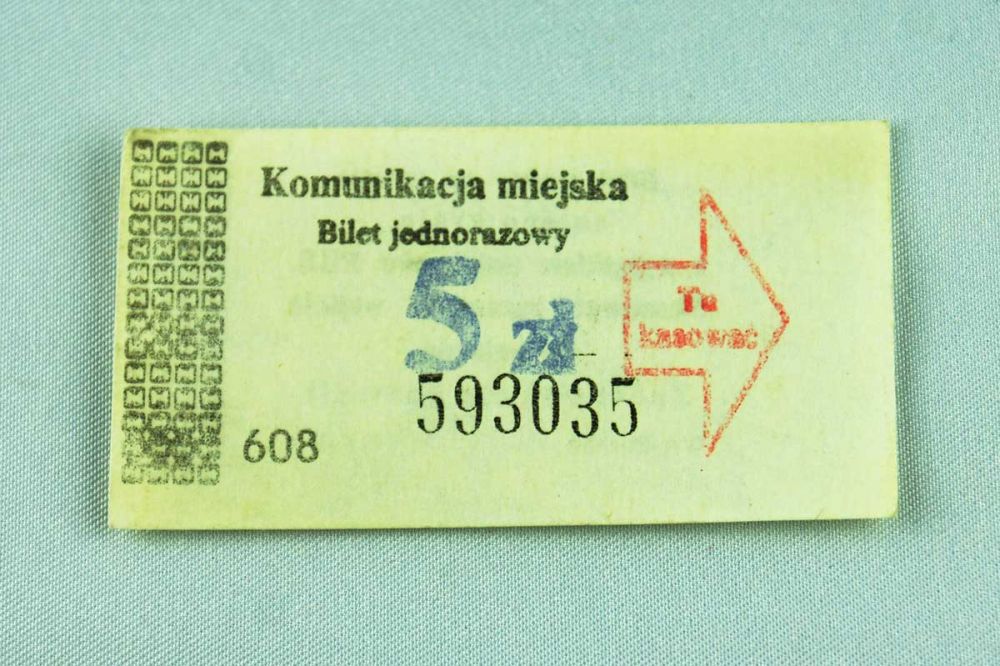 Komunikacja miejska
Bilet jednorazowy
5 zł
Tu
kasować
593035
608